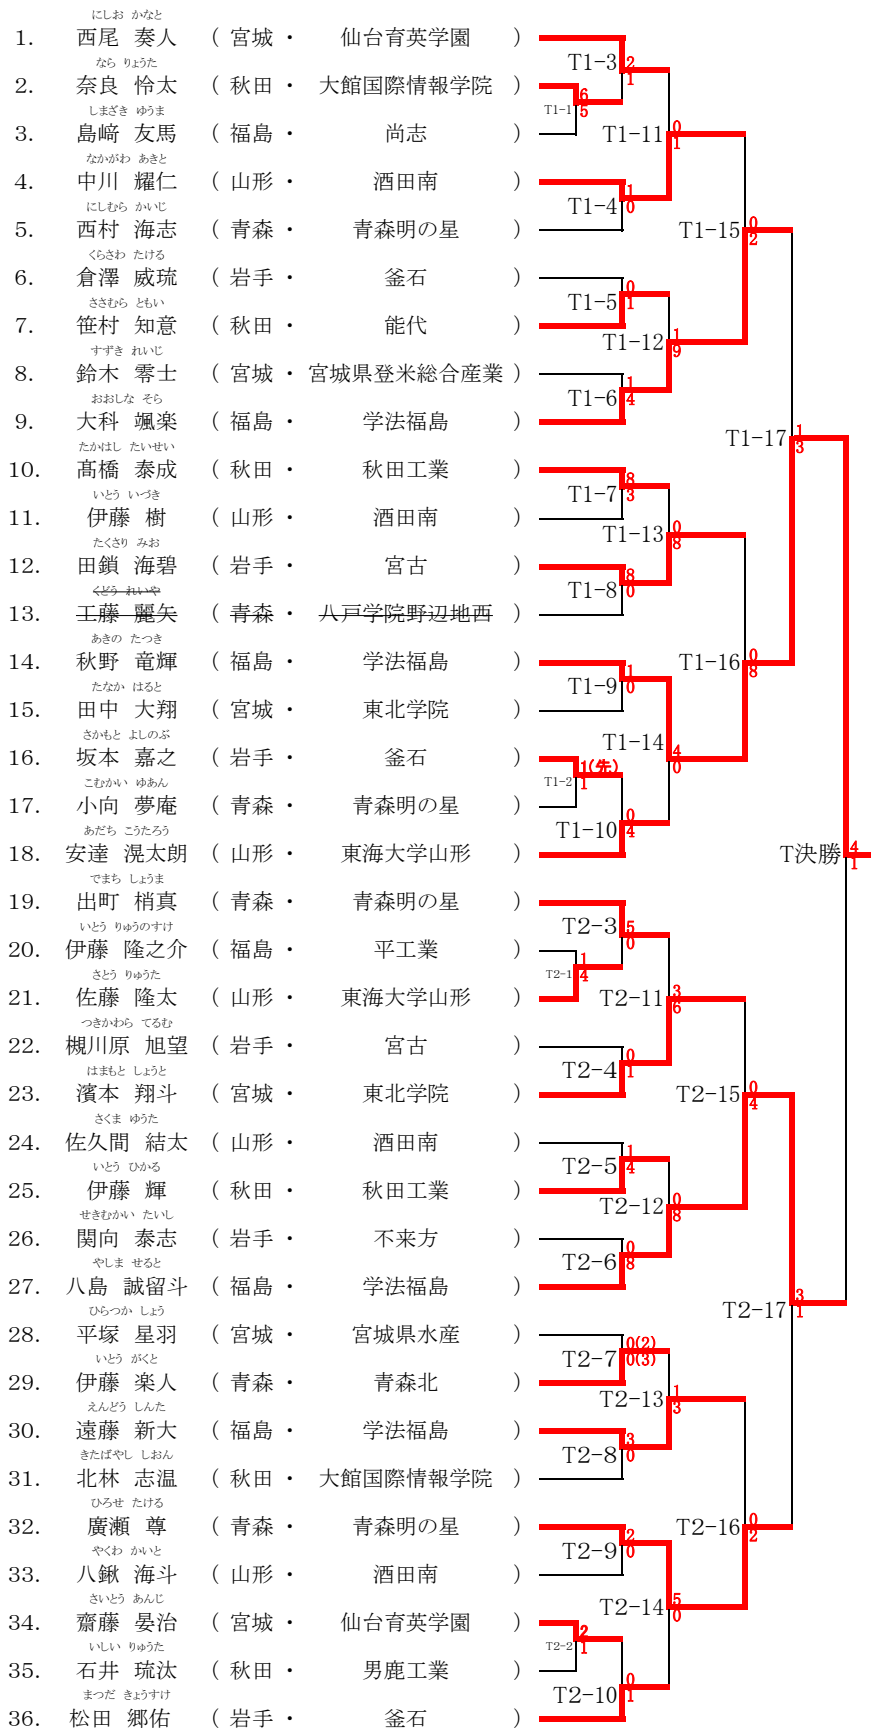 にしお かなと
1. 西尾 奏人 ( 宮城 ・ 仙台育英学園 )
なら りょうた
2. 奈良 怜太 ( 秋田 ・ 大館国際情報学院 )
しまざき ゆうま
3. 島﨑 友馬 ( 福島 ・ 尚志 )
なかがわ あきと
4. 中川 耀仁 ( 山形 ・ 酒田南 )
にしむら かいじ
5. 西村 海志 ( 青森 ・ 青森明の星 )
くらさわ たける
6. 倉澤 威琉 ( 岩手 ・ 釜石 )
ささむら ともい
7. 笹村 知意 ( 秋田 ・ 能代 )
すずき れいじ
8. 鈴木 零士 ( 宮城 ・ 宮城県登米総合産業 )
おおしな そら
9. 大科 颯楽 ( 福島 ・ 学法福島 )
たかはし たいせい
10. 髙橋 泰成 ( 秋田 ・ 秋田工業 )
いとう いづき
11. 伊藤 樹 ( 山形 ・ 酒田南 )
たくさり みお
12. 田鎖 海碧 ( 岩手 ・ 宮古 )
くどう れいや
13. 工藤 麗矢 ( 青森 ・ 八戸学院野辺地西 )
あきの たつき
14. 秋野 竜輝 ( 福島 ・ 学法福島 )
たなか はると
15. 田中 大翔 ( 宮城 ・ 東北学院 )
さかもと よしのぶ
16. 坂本 嘉之 ( 岩手 ・ 釜石 )
こむかい ゆあん
17. 小向 夢庵 ( 青森 ・ 青森明の星 )
あだち こうたろう
18. 安達 滉太朗 ( 山形 ・ 東海大学山形 )
でまち しょうま
19. 出町 梢真 ( 青森 ・ 青森明の星 )
いとう りゅうのすけ
20. 伊藤 隆之介 ( 福島 ・ 平工業 )
さとう りゅうた
21. 佐藤 隆太 ( 山形 ・ 東海大学山形 )
つきかわら てるむ
22. 槻川原 旭望 ( 岩手 ・ 宮古 )
はまもと しょうと
23. 濱本 翔斗 ( 宮城 ・ 東北学院 )
さくま ゆうた
24. 佐久間 結太 ( 山形 ・ 酒田南 )
いとう ひかる
25. 伊藤 輝 ( 秋田 ・ 秋田工業 )
せきむかい たいし
26. 関向 泰志 ( 岩手 ・ 不来方 )
やしま せると
27. 八島 誠留斗 ( 福島 ・ 学法福島 )
ひらつか しょう
28. 平塚 星羽 ( 宮城 ・ 宮城県水産 )
いとう がくと
29. 伊藤 楽人 ( 青森 ・ 青森北 )
えんどう しんた
30. 遠藤 新大 ( 福島 ・ 学法福島 )
きたばやし しおん
31. 北林 志温 ( 秋田 ・ 大館国際情報学院 )
ひろせ たける
32. 廣瀬 尊 ( 青森 ・ 青森明の星 )
やくわ かいと
33. 八鍬 海斗 ( 山形 ・ 酒田南 )
さいとう あんじ
34. 齋藤 晏治 ( 宮城 ・ 仙台育英学園 )
いしい りゅうた
35. 石井 琉汰 ( 秋田 ・ 男鹿工業 )
まつだ きょうすけ
36. 松田 郷佑 ( 岩手 ・ 釜石 )
T1-1 6 5
T1-2 1(先) 1
T2-1 1 4
T2-2 2 1
T1-3 2 1
T1-4 1 0
T1-5 0 1
T1-6 1 4
T1-7 8 3
T1-8 8 0
T1-9 1 0
T1-10 0 4
T2-3 5 0
T2-4 0 1
T2-5 1 4
T2-6 0 8
T2-7 0(2) 0(3)
T2-8 3 0
T2-9 2 0
T2-10 0 1
T1-11 0 1
T1-12 1 9
T1-13 0 8
T1-14 4 0
T2-11 3 6
T2-12 0 8
T2-13 1 3
T2-14 5 0
T1-15 0 2
T1-16 0 8
T2-15 0 4
T2-16 0 2
T1-17 1 3
T2-17 3 1
T決勝 4 1